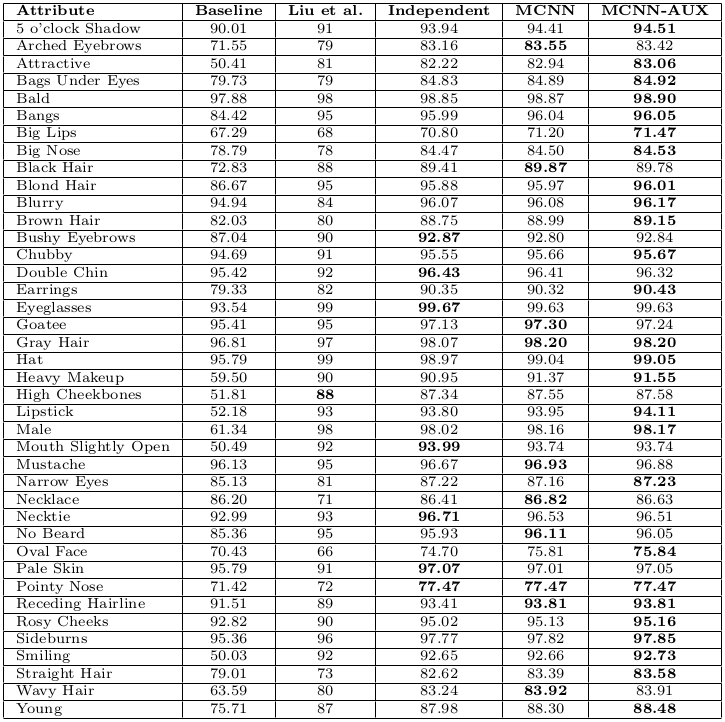 Attribute Baseline Liu et al. Independent MCNN MCNN-AUX
5 o'clock Shadow 90.01 91 93.94 94.41 94.51
Arched Eyebrows 71.55 79 83.16 83.55 83.42
Attractive 50.41 81 82.22 82.94 83.06
Bags Under Eyes 79.73 79 84.83 84.89 84.92
Bald 97.88 98 98.85 98.87 98.90
Bangs 84.42 95 95.99 96.04 96.05
Big Lips 67.29 68 70.80 71.20 71.47
Big Nose 78.79 78 84.47 84.50 84.53
Black Hair 72.83 88 89.41 89.87 89.78
Blond Hair 86.67 95 95.88 95.97 96.01
Blurry 94.94 84 96.07 96.08 96.17
Brown Hair 82.03 80 88.75 88.99 89.15
Bushy Eyebrows 87.04 90 92.87 92.80 92.84
Chubby 94.69 91 95.55 95.66 95.67
Double Chin 95.42 92 96.43 96.41 96.32
Earrings 79.33 82 90.35 90.32 90.43
Eyeglasses 93.54 99 99.67 99.63 99.63
Goatee 95.41 95 97.13 97.30 97.24
Gray Hair 96.81 97 98.07 98.20 98.20
Hat 95.79 99 98.97 99.04 99.05
Heavy Makeup 59.50 90 90.95 91.37 91.55
High Cheekbones 51.81 88 87.34 87.55 87.58
Lipstick 52.18 93 93.80 93.95 94.11
Male 61.34 98 98.02 98.16 98.17
Mouth Slightly Open 50.49 92 93.99 93.74 93.74
Mustache 96.13 95 96.67 96.93 96.88
Narrow Eyes 85.13 81 87.22 87.16 87.23
Necklace 86.20 71 86.41 86.82 86.63
Necktie 92.99 93 96.71 96.53 96.51
No Beard 85.36 95 95.93 96.11 96.05
Oval Face 70.43 66 74.70 75.81 75.84
Pale Skin 95.79 91 97.07 97.01 97.05
Pointy Nose 71.42 72 77.47 77.47 77.47
Receding Hairline 91.51 89 93.41 93.81 93.81
Rosy Cheeks 92.82 90 95.02 95.13 95.16
Sideburns 95.36 96 97.77 97.82 97.85
Smiling 50.03 92 92.65 92.66 92.73
Straight Hair 79.01 73 82.62 83.39 83.58
Wavy Hair 63.59 80 83.24 83.92 83.91
Young 75.71 87 87.98 88.30 88.48